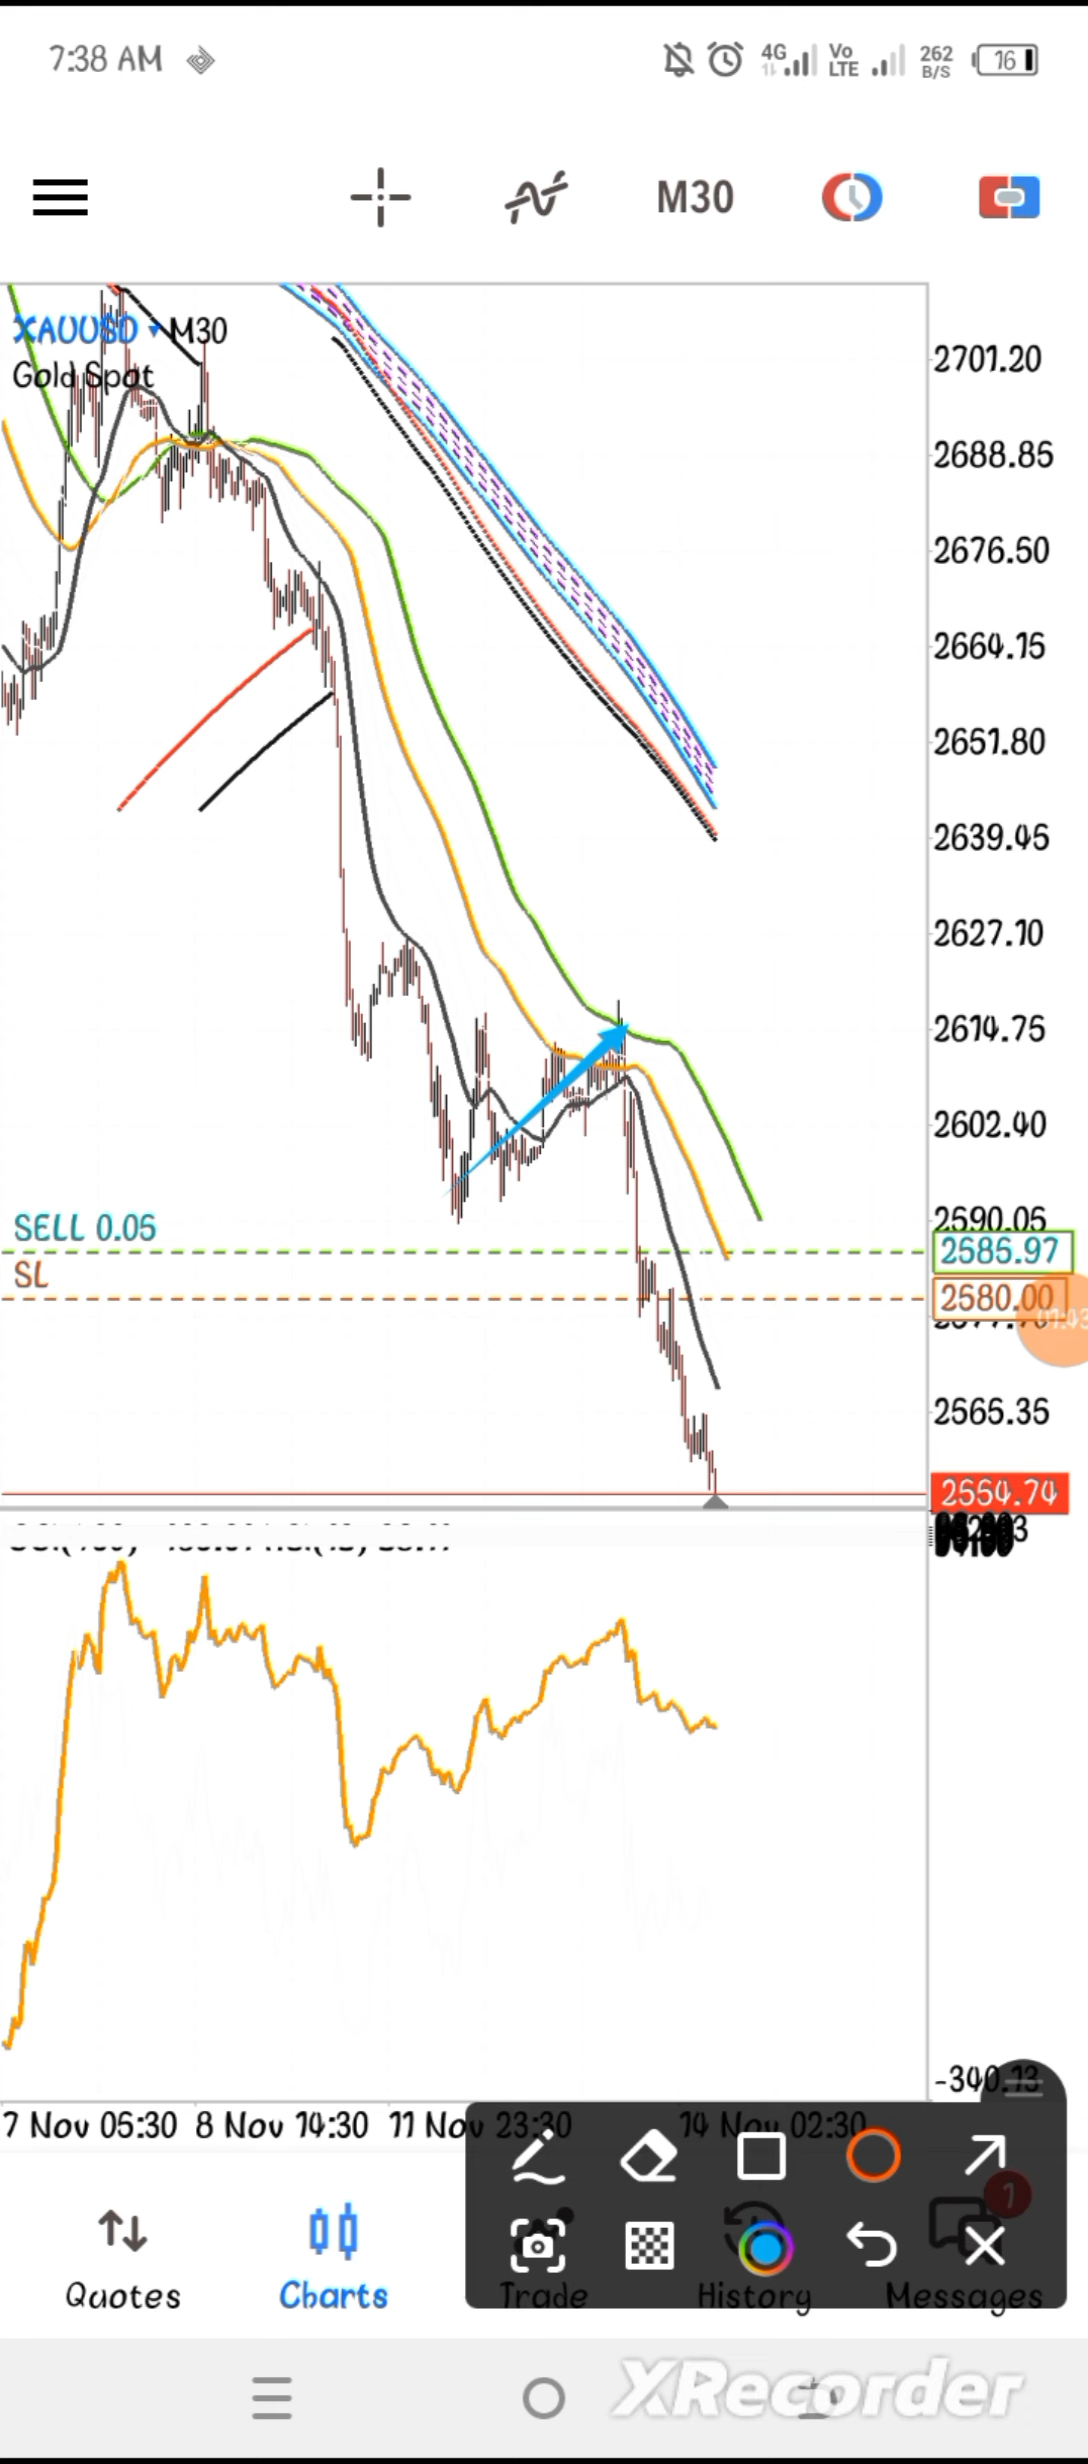 7:38 AM
4G Vo LTE 262 B/S 16
M30
XAUUSD M30
Gold Spot
2701.20
2688.85
2676.50
2664.15
2651.80
2639.45
2627.10
2614.75
2602.40
2590.05
SELL 0.05
2585.97
SL
2580.00
2565.35
2554.74
-340.13
7 Nov 05:30 8 Nov 14:30 11 Nov 23:30 14 Nov 02:30
1
Quotes Charts Trade History Messages
XRecorder